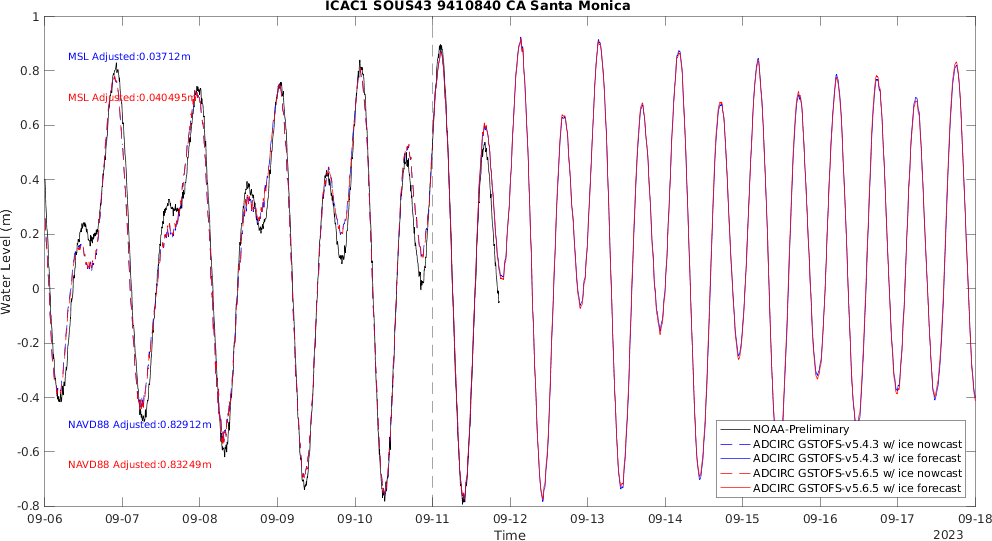 ICAC1 SOUS43 9410840 CA Santa Monica
MSL Adjusted:0.03712m
MSL Adjusted:0.040495m
NAVD88 Adjusted:0.82912m
NAVD88 Adjusted:0.83249m
Water Level (m)
1
0.8
0.6
0.4
0.2
0
-0.2
-0.4
-0.6
-0.8
NOAA-Preliminary
ADCIRC GSTOFS-v5.4.3 w/ ice nowcast
ADCIRC GSTOFS-v5.4.3 w/ ice forecast
ADCIRC GSTOFS-v5.6.5 w/ ice nowcast
ADCIRC GSTOFS-v5.6.5 w/ ice forecast
09-06 09-07 09-08 09-09 09-10 09-11 09-12 09-13 09-14 09-15 09-16 09-17 09-18
Time
2023